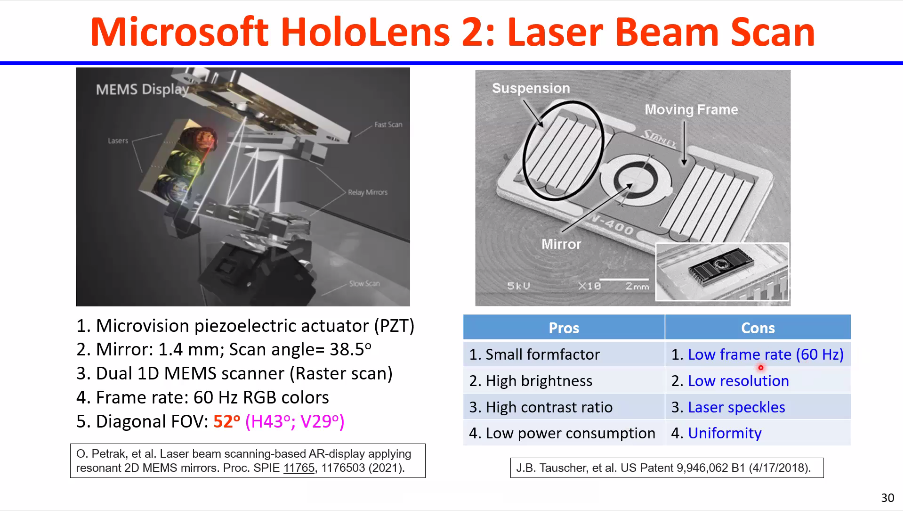 Microsoft HoloLens 2: Laser Beam Scan
MEMS Display
Lasers
Fast Scan
Relay Mirrors
Slow Scan
Suspension
Moving Frame
STANLEY
Mirror
N-400
5kU X10 2mm
1. Microvision piezoelectric actuator (PZT)
2. Mirror: 1.4 mm; Scan angle= 38.5°
3. Dual 1D MEMS scanner (Raster scan)
4. Frame rate: 60 Hz RGB colors
5. Diagonal FOV: 52° (H43°; V29°)
O. Petrak, et al. Laser beam scanning-based AR-display applying
resonant 2D MEMS mirrors. Proc. SPIE 11765, 1176503 (2021).
Pros Cons
1. Small formfactor 1. Low frame rate (60 Hz)
2. High brightness 2. Low resolution
3. High contrast ratio 3. Laser speckles
4. Low power consumption 4. Uniformity
J.B. Tauscher, et al. US Patent 9,946,062 B1 (4/17/2018).
30